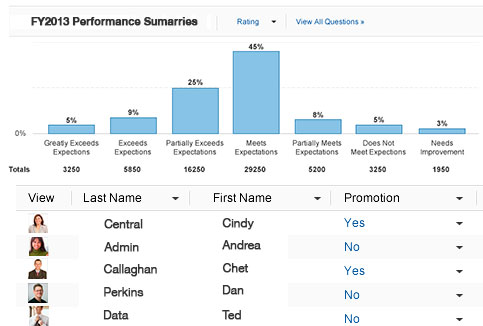 FY2013 Performance Sumarries Rating View All Questions »
45%
25%
5% 9% 8% 5% 3%
0%
Greatly Exceeds Expections Exceeds Expections Partially Exceeds Expectations Meets Expectations Partially Meets Expectations Does Not Meet Expections Needs Improvement
Totals 3250 5850 16250 29250 5200 3250 1950
View Last Name First Name Promotion
Central Cindy Yes
Admin Andrea No
Callaghan Chet Yes
Perkins Dan No
Data Ted No